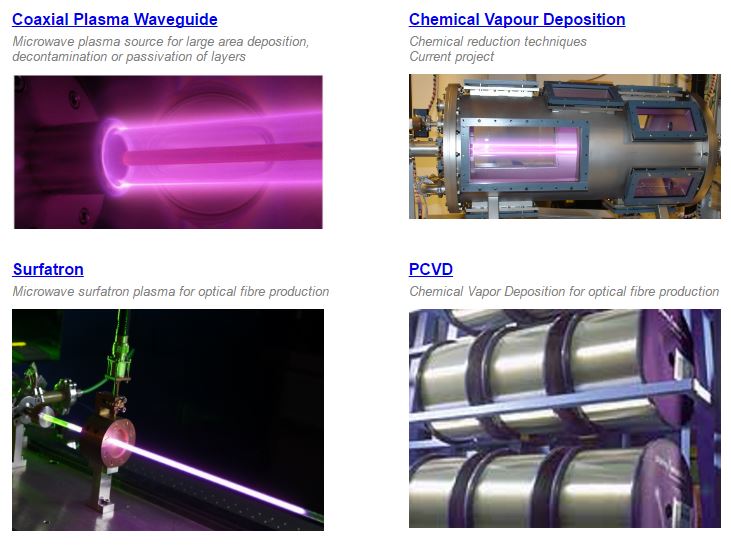 Coaxial Plasma Waveguide
Microwave plasma source for large area deposition,
decontamination or passivation of layers
Chemical Vapour Deposition
Chemical reduction techniques
Current project
Surfatron
Microwave surfatron plasma for optical fibre production
PCVD
Chemical Vapor Deposition for optical fibre production